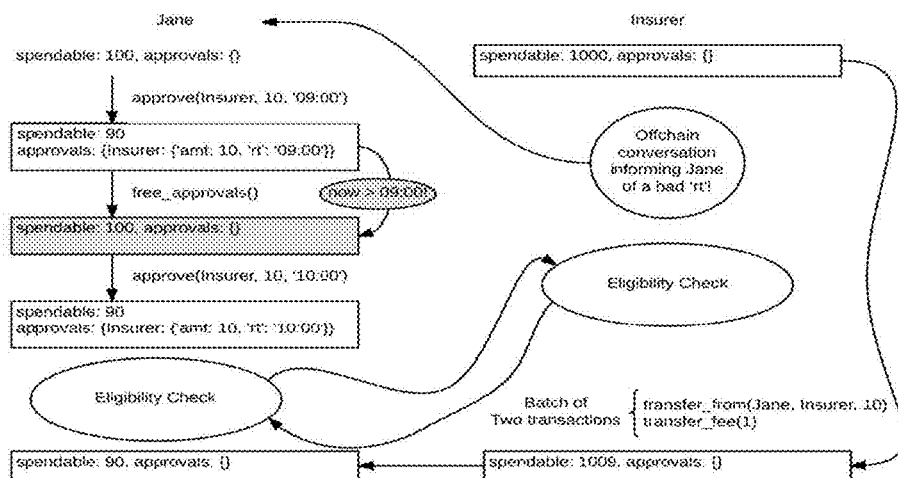 Jane
Insurer
spendable: 100, approvals: {}
spendable: 1000, approvals: {}
approve(Insurer, 10, '09:00')
spendable: 90
approvals: {Insurer: {'amt: 10, 'rt': '09:00'}}
Offchain
conversation
informing Jane
of a bad 'rt'!
free_approvals()
now > 09:00!
spendable: 100, approvals: {}
approve(Insurer, 10, '10:00')
Eligibility Check
spendable: 90
approvals: {Insurer: {'amt: 10, 'rt': '10:00'}}
Eligibility Check
Batch of
Two transactions
transfer_from(Jane, Insurer, 10)
transfer_fee(1)
spendable: 90, approvals: {}
spendable: 1009, approvals: {}